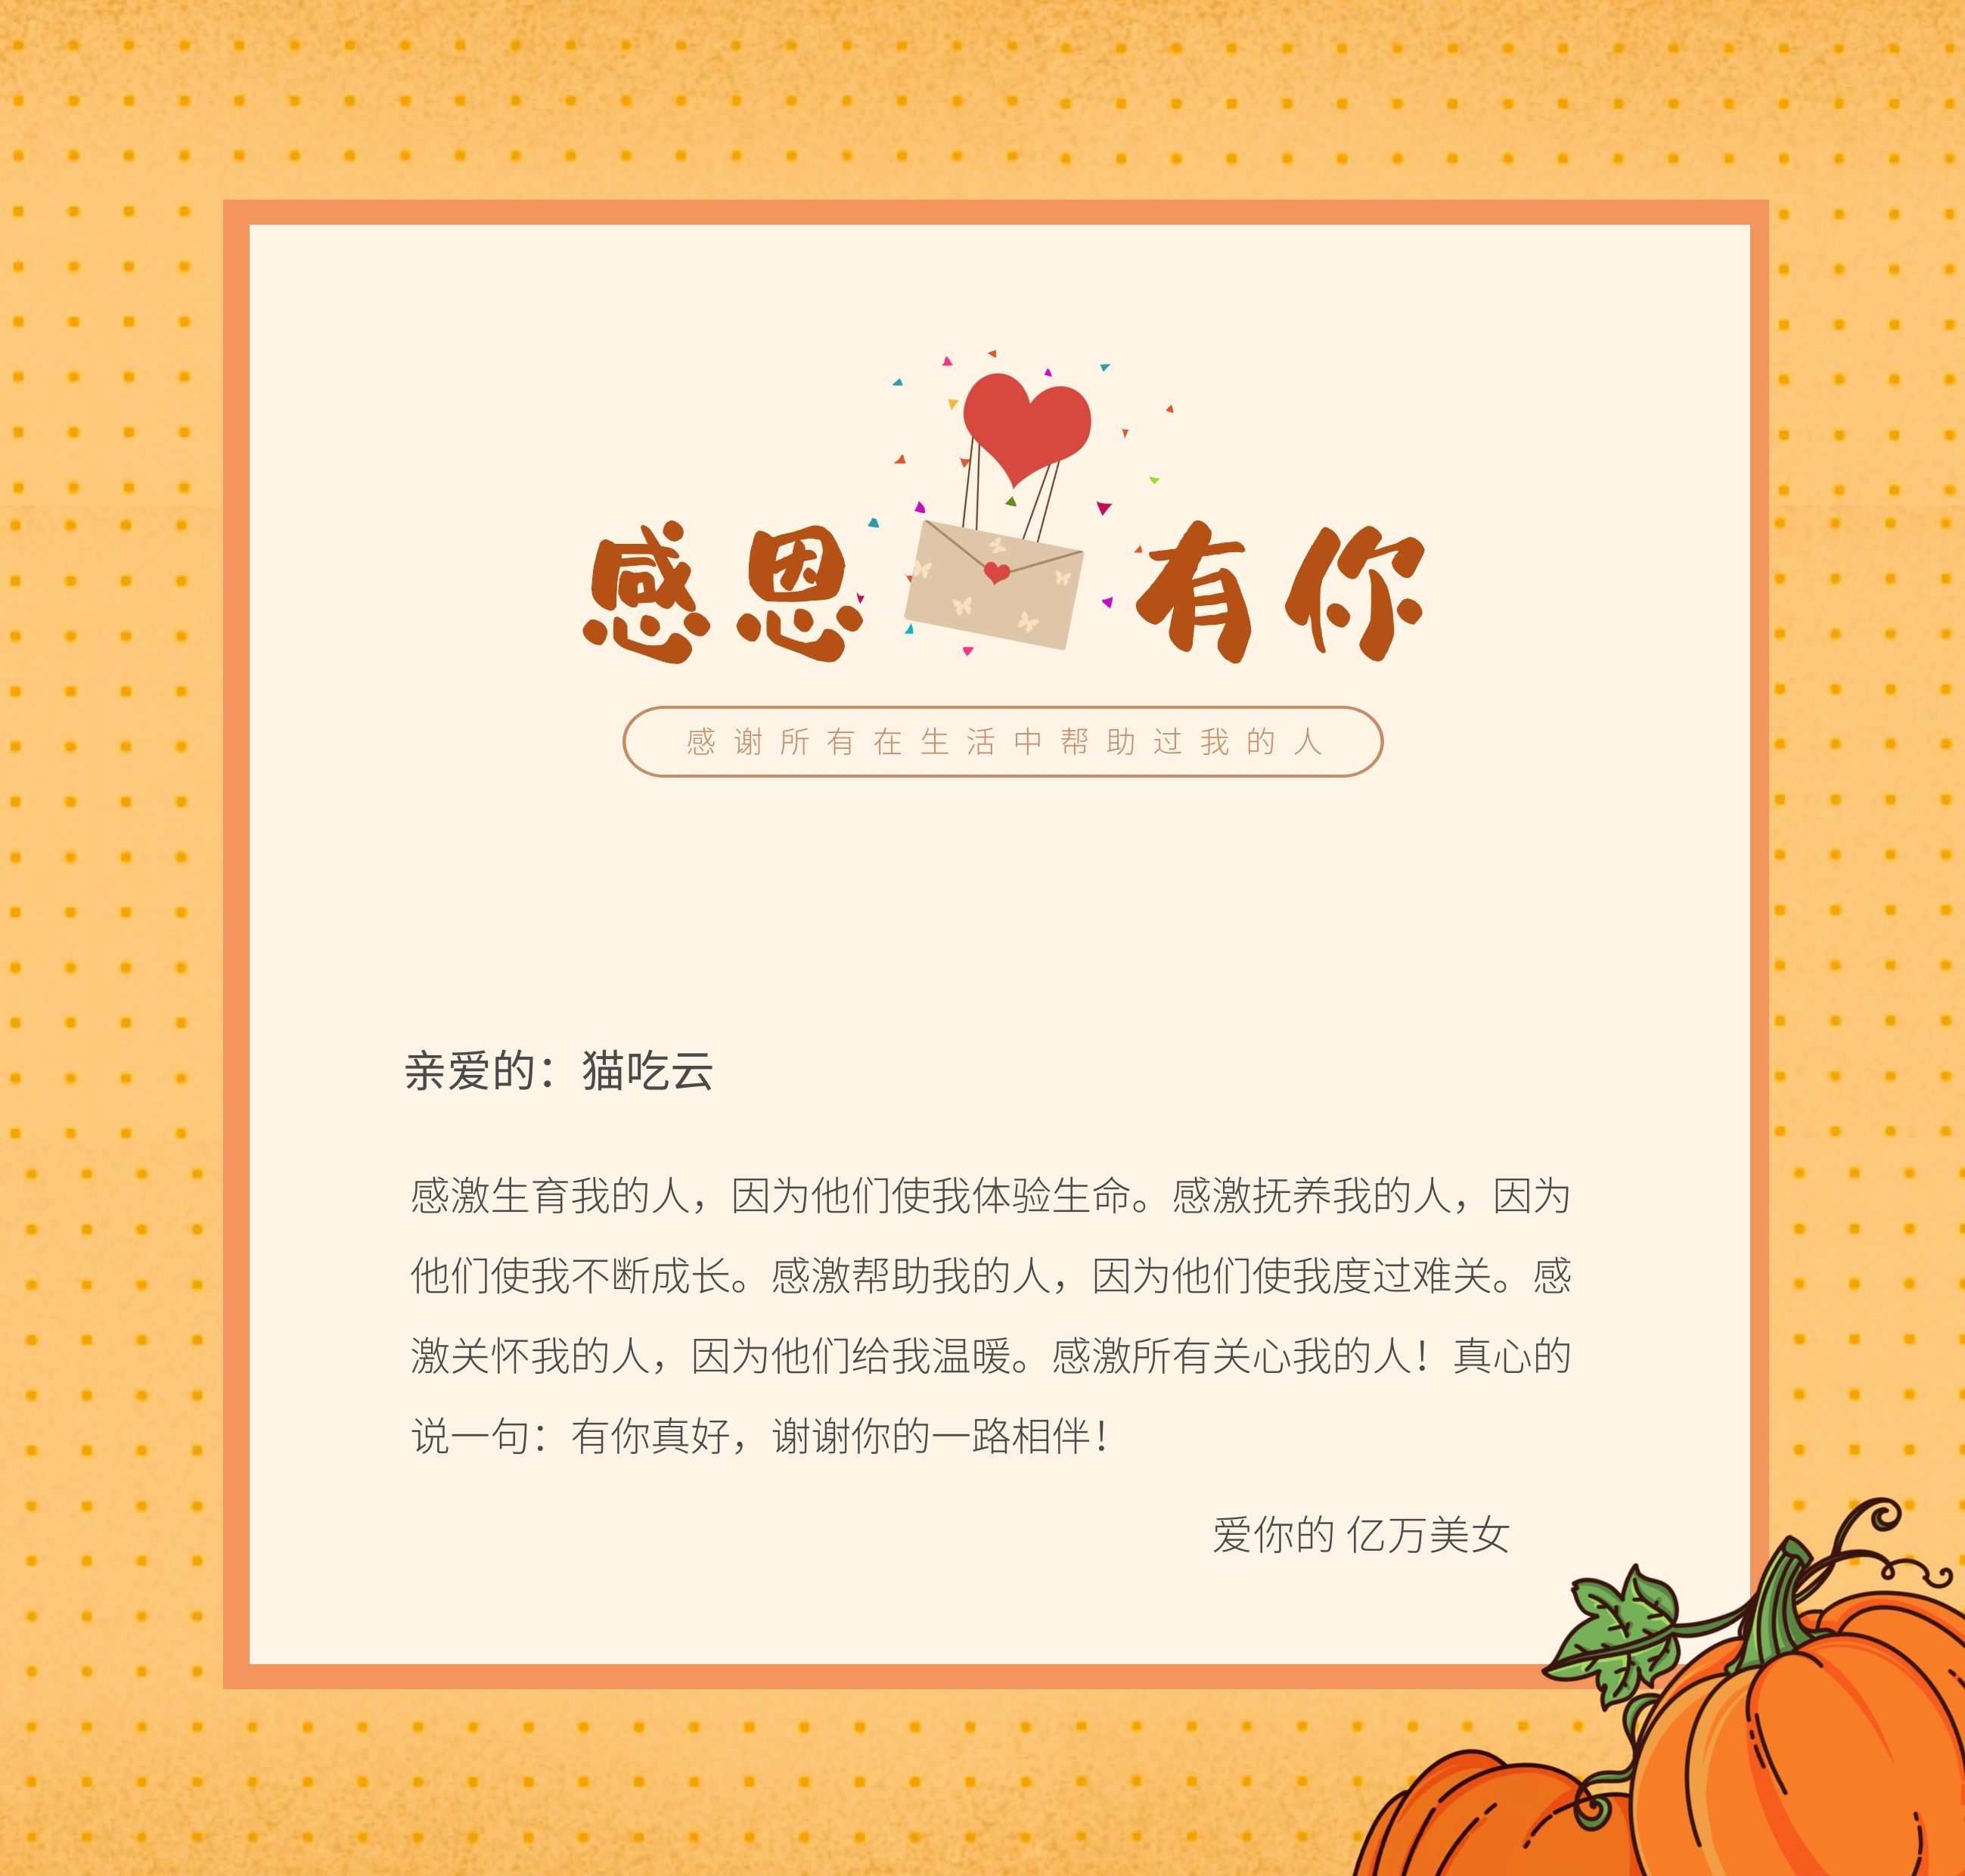 感恩有你
感谢所有在生活中帮助过我的人
亲爱的：猫吃云
感激生育我的人，因为他们使我体验生命。感激抚养我的人，因为
他们使我不断成长。感激帮助我的人，因为他们使我度过难关。感
激关怀我的人，因为他们给我温暖。感激所有关心我的人！真心的
说一句：有你真好，谢谢你的一路相伴！
爱你的 亿万美女